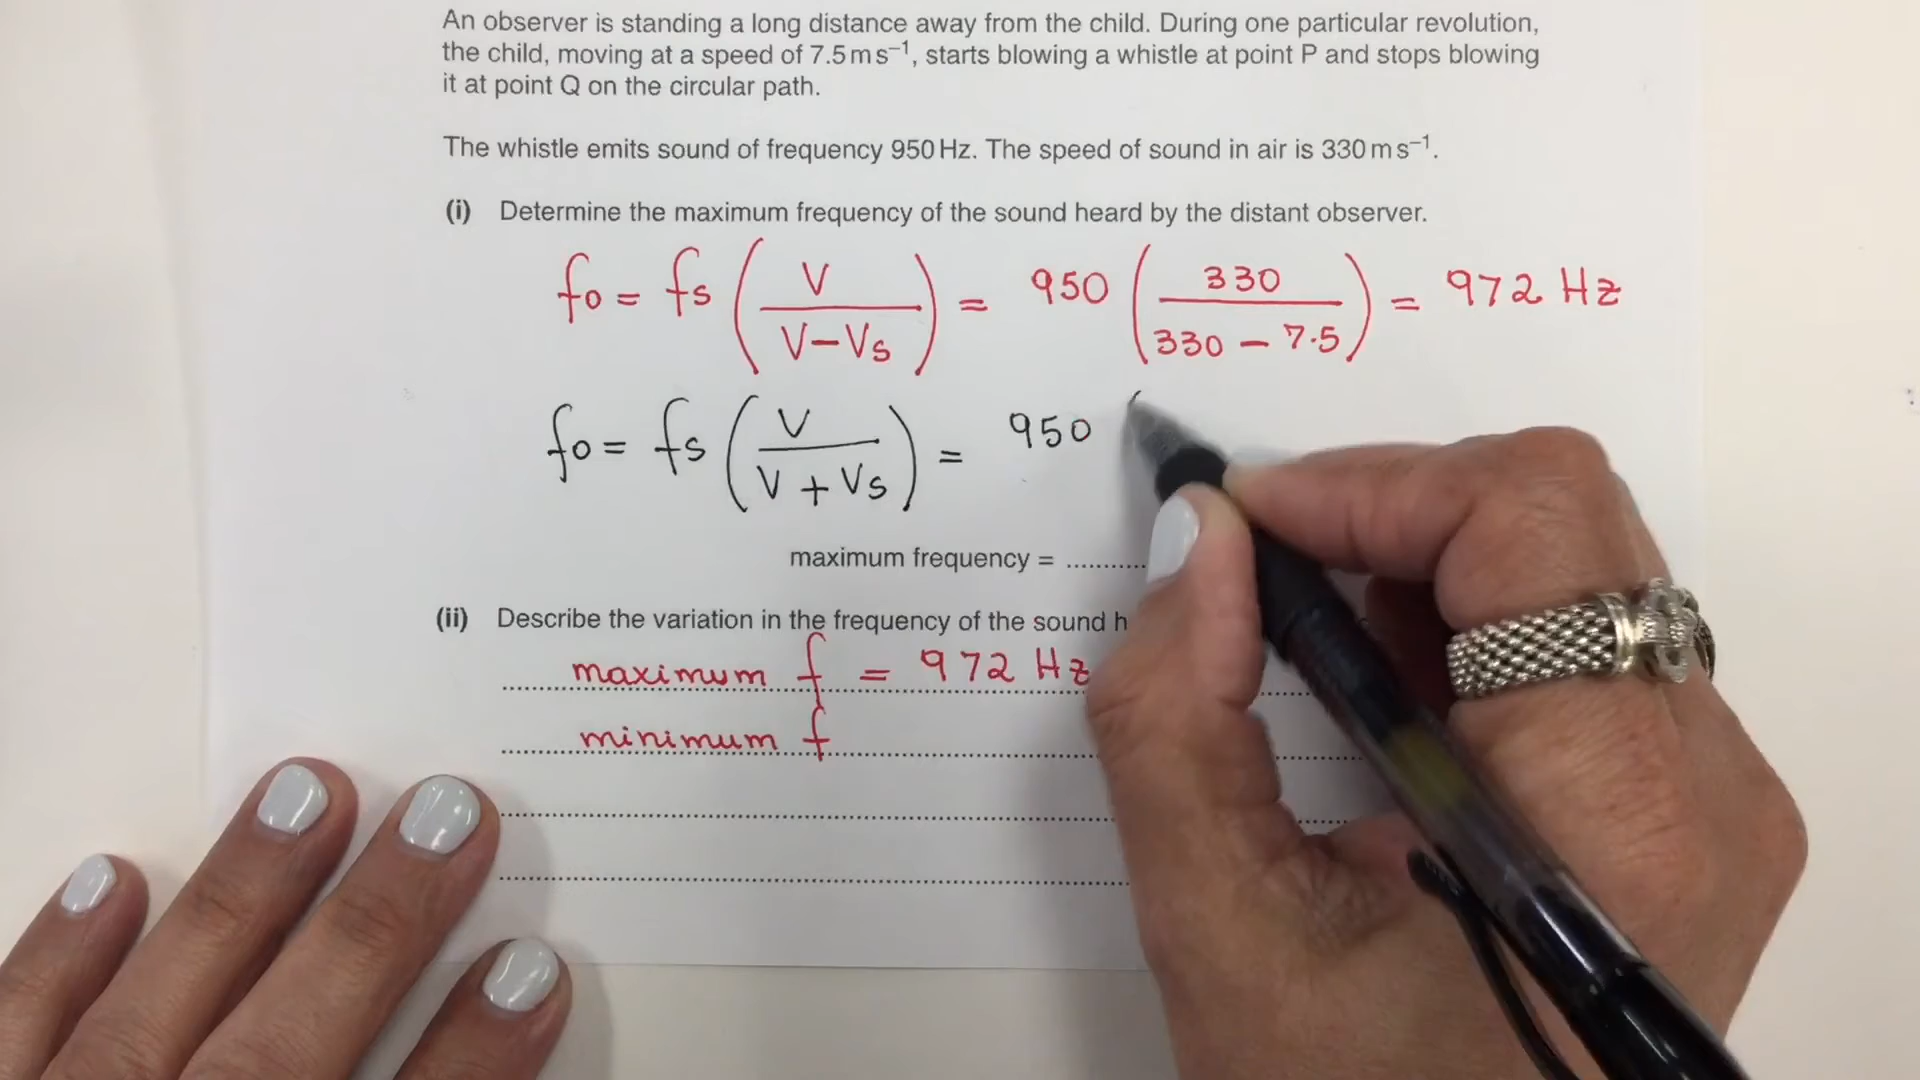 An observer is standing a long distance away from the child. During one particular revolution,
the child, moving at a speed of 7.5 m s⁻¹, starts blowing a whistle at point P and stops blowing
it at point Q on the circular path.
The whistle emits sound of frequency 950 Hz. The speed of sound in air is 330 m s⁻¹.
(i) Determine the maximum frequency of the sound heard by the distant observer.
fo = fs (V / V−Vs) = 950 (330 / 330 − 7.5) = 972 Hz
fo = fs (V / V + Vs) = 950 (
maximum frequency = ..........
(ii) Describe the variation in the frequency of the sound h
maximum f = 972 Hz
minimum f